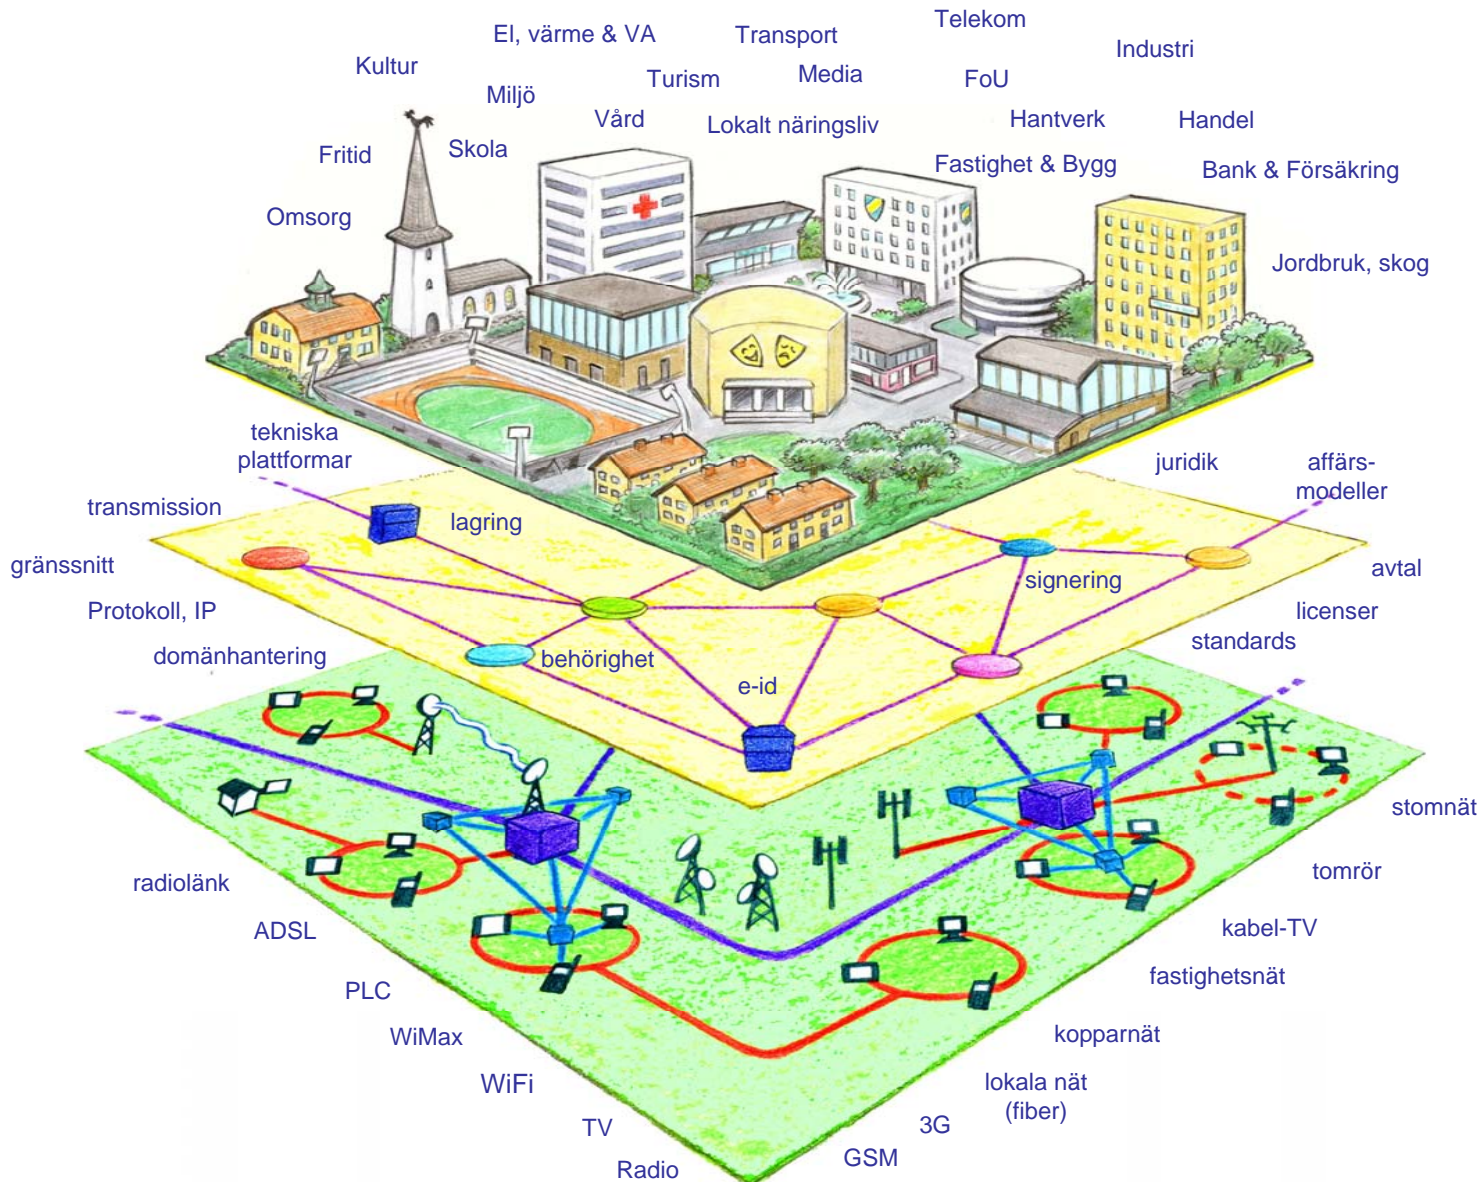 Telekom
El, värme & VA
Transport
Industri
Kultur
Turism
Media
FoU
Miljö
Vård
Lokalt näringsliv
Hantverk
Handel
Fritid
Skola
Fastighet & Bygg
Bank & Försäkring
Omsorg
Jordbruk, skog
tekniska
plattformar
juridik
affärs-
modeller
transmission
lagring
gränssnitt
signering
avtal
Protokoll, IP
licenser
standards
domänhantering
behörighet
e-id
stomnät
radiolänk
tomrör
ADSL
kabel-TV
PLC
fastighetsnät
WiMax
kopparnät
WiFi
lokala nät
(fiber)
TV
3G
Radio
GSM